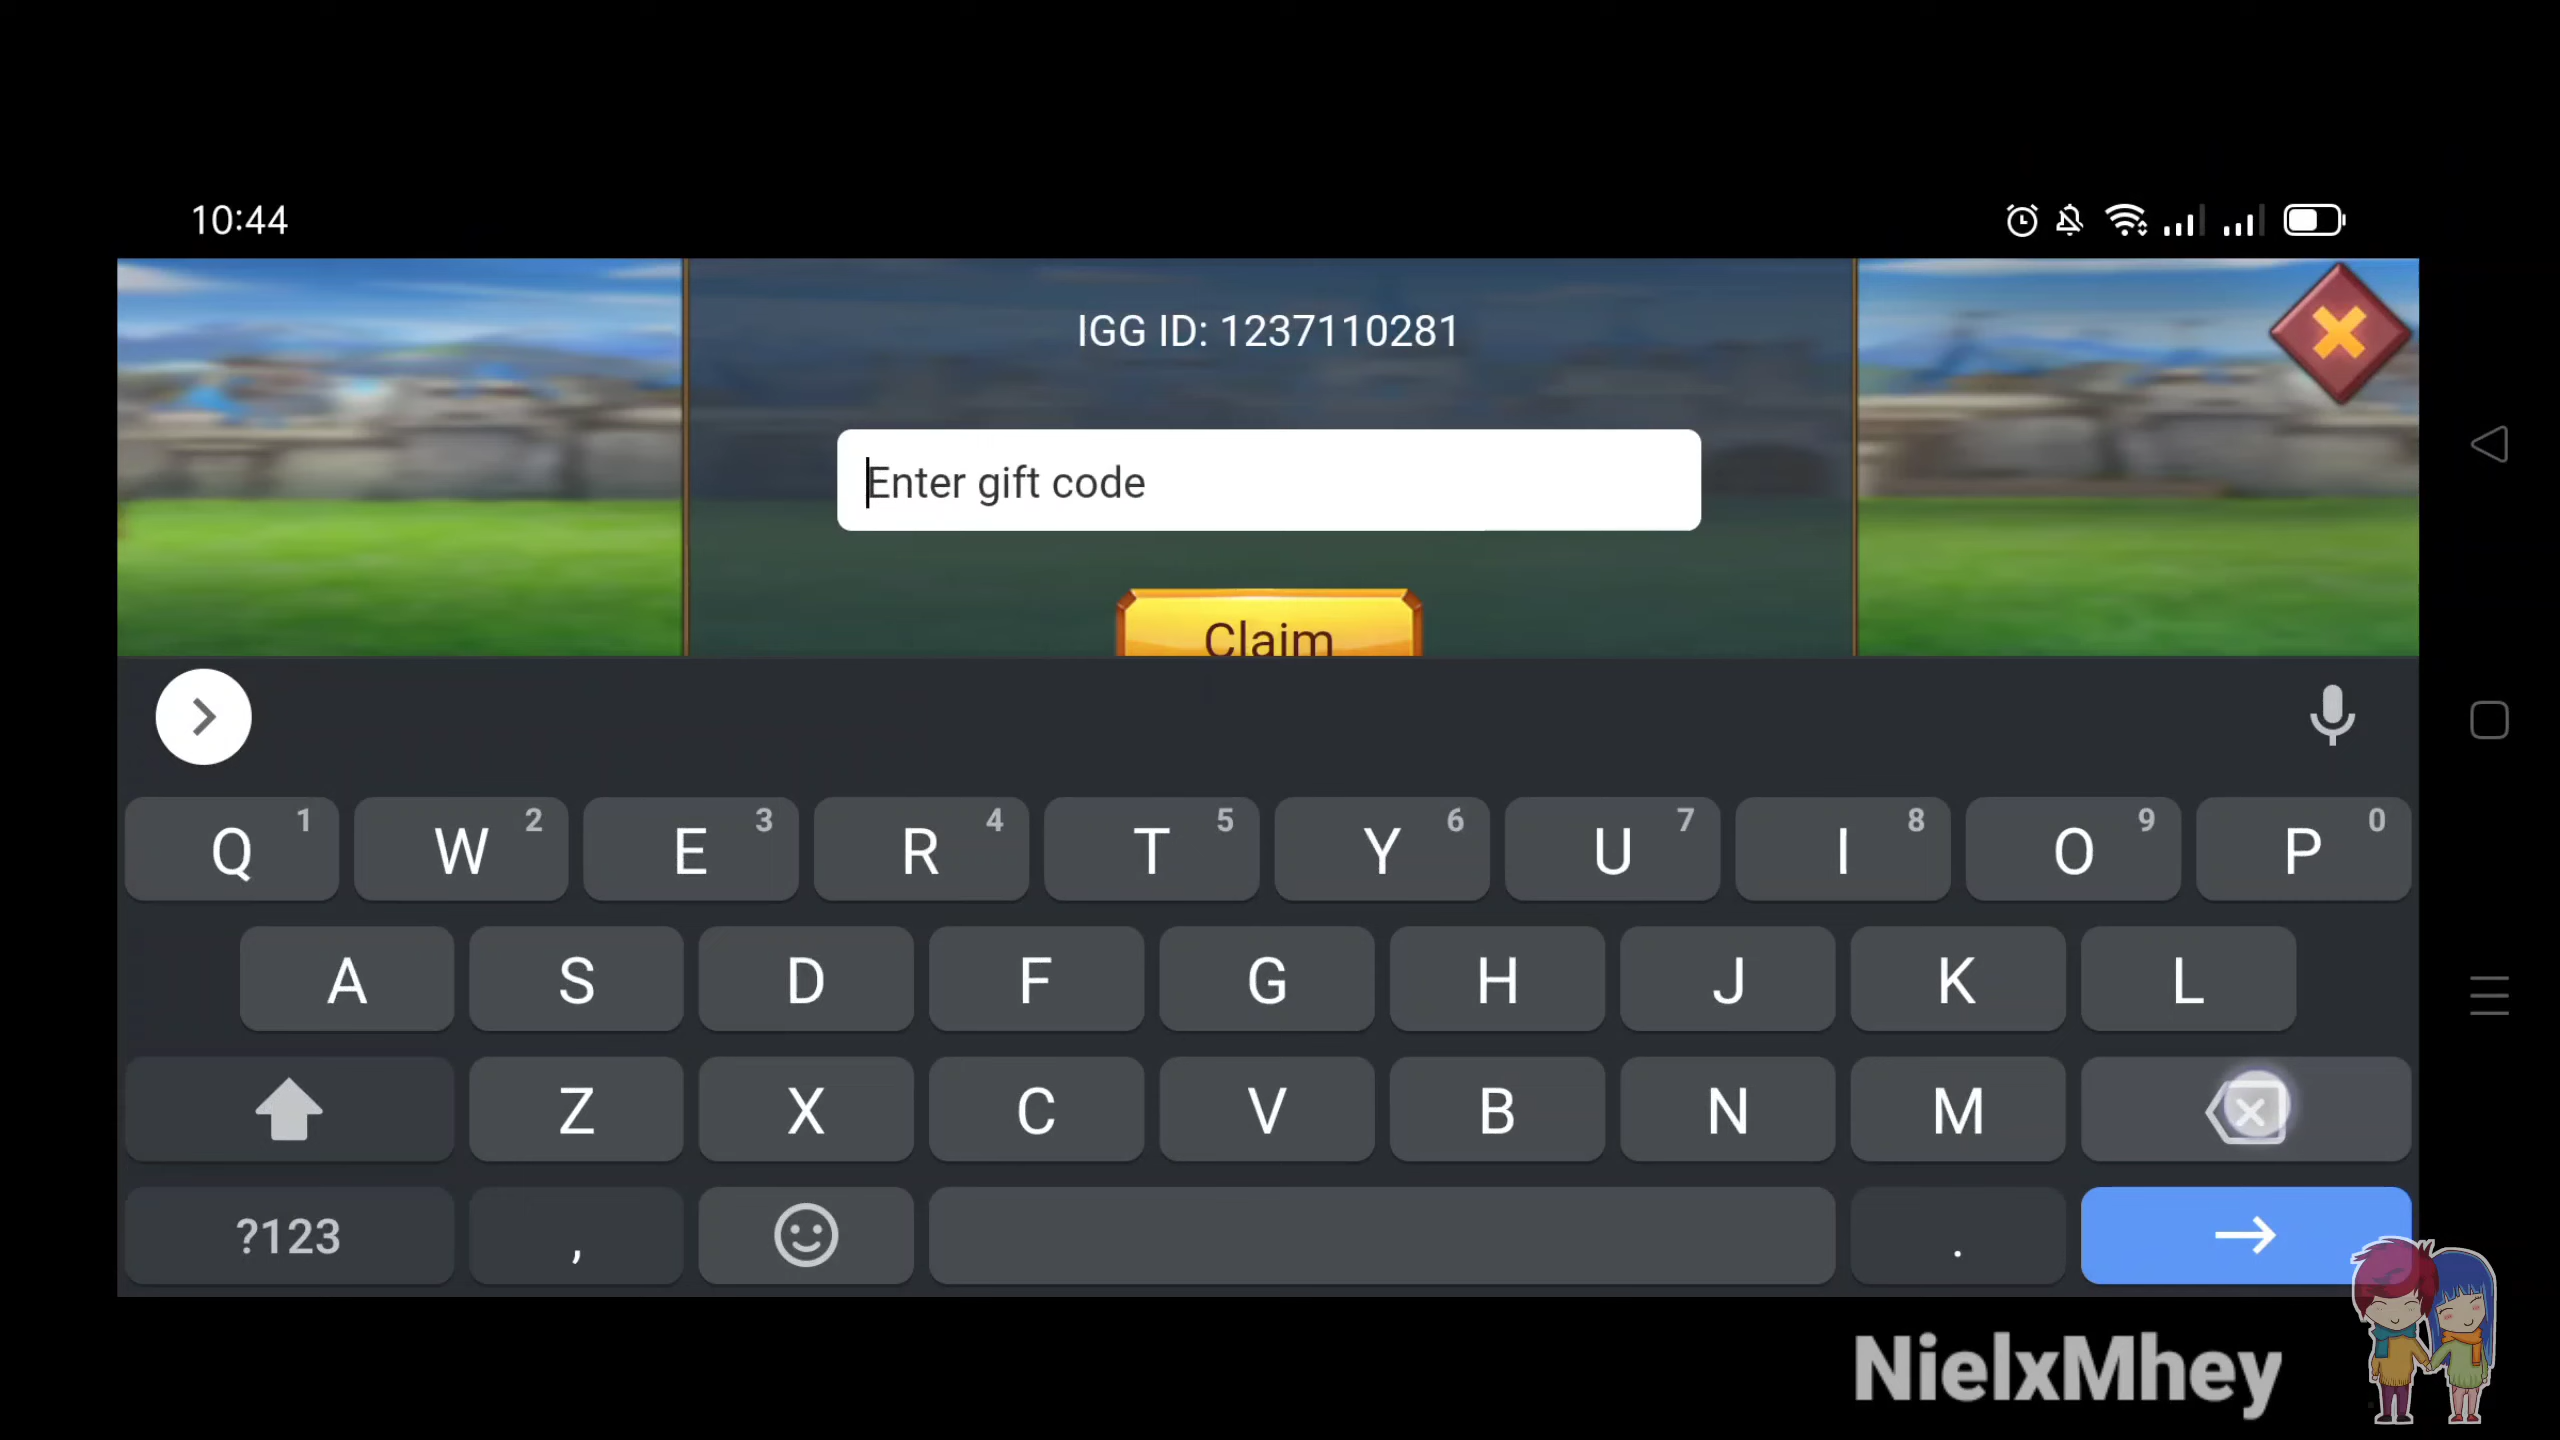 10:44
IGG ID: 1237110281
Enter gift code
Claim
Q 1 W 2 E 3 R 4 T 5 Y 6 U 7 I 8 O 9 P 0
A S D F G H J K L
Z X C V B N M
?123 , .
NielxMhey